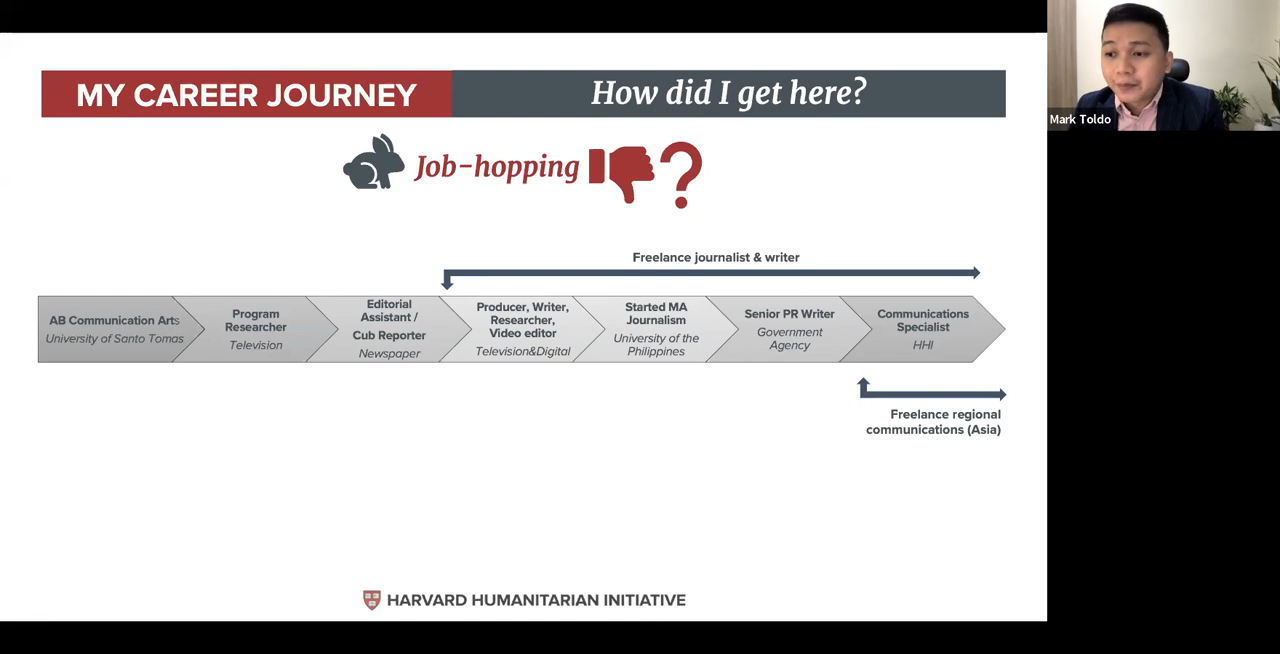 MY CAREER JOURNEY
How did I get here?
Mark Toldo
Job-hopping ?
Freelance journalist & writer
AB Communication Arts
University of Santo Tomas
Program
Researcher
Television
Editorial
Assistant /
Cub Reporter
Newspaper
Producer, Writer,
Researcher,
Video editor
Television&Digital
Started MA
Journalism
University of the
Philippines
Senior PR Writer
Government
Agency
Communications
Specialist
HHI
Freelance regional
communications (Asia)
HARVARD HUMANITARIAN INITIATIVE